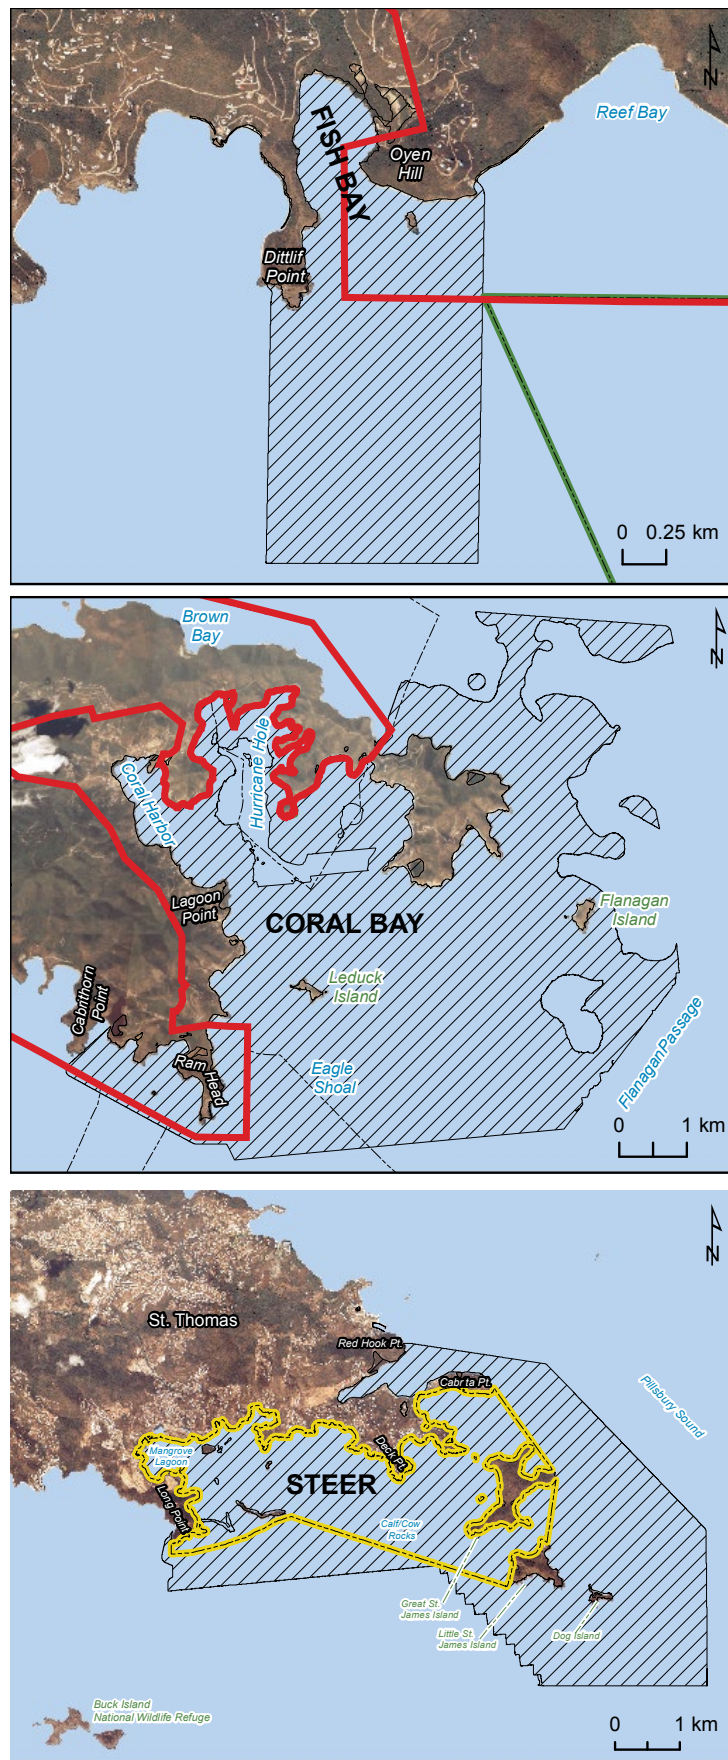 Reef Bay
FISH BAY
Oyen
Hill
Dittlif
Point
N
0 0.25 km
Brown
Bay
N
Hurricane Hole
Coral Harbor
Lagoon
Point
CORAL BAY
Flanagan
Island
Leduck
Island
Cabrithorn
Point
Ram Head
Eagle
Shoal
Flanagan Passage
0 1 km
N
St. Thomas
Red Hook Pt.
Cabrita Pt.
Pillsbury Sound
Mangrove
Lagoon
Deck Pt.
STEER
Long Point
Calf/Cow
Rocks
Great St.
James Island
Little St.
James Island
Dog Island
Buck Island
National Wildlife Refuge
0 1 km